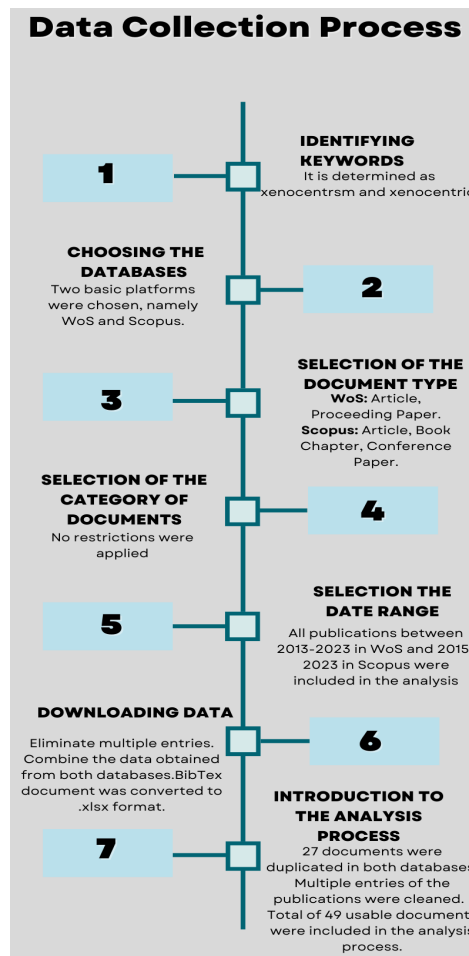 Data Collection Process
1
IDENTIFYING
KEYWORDS
It is determined as
xenocentrsm and xenocentric
CHOOSING THE
DATABASES
Two basic platforms
were chosen, namely
WoS and Scopus.
2
3
SELECTION OF THE
DOCUMENT TYPE
WoS: Article,
Proceeding Paper.
Scopus: Article, Book
Chapter, Conference
Paper.
SELECTION OF THE
CATEGORY OF
DOCUMENTS
No restrictions were
applied
4
5
SELECTION THE
DATE RANGE
All publications between
2013-2023 in WoS and 2015
2023 in Scopus were
included in the analysis
DOWNLOADING DATA
Eliminate multiple entries.
Combine the data obtained
from both databases.BibTex
document was converted to
.xlsx format.
6
7
INTRODUCTION TO
THE ANALYSIS
PROCESS
27 documents were
duplicated in both databases
Multiple entries of the
publications were cleaned.
Total of 49 usable document
were included in the analysis
process.